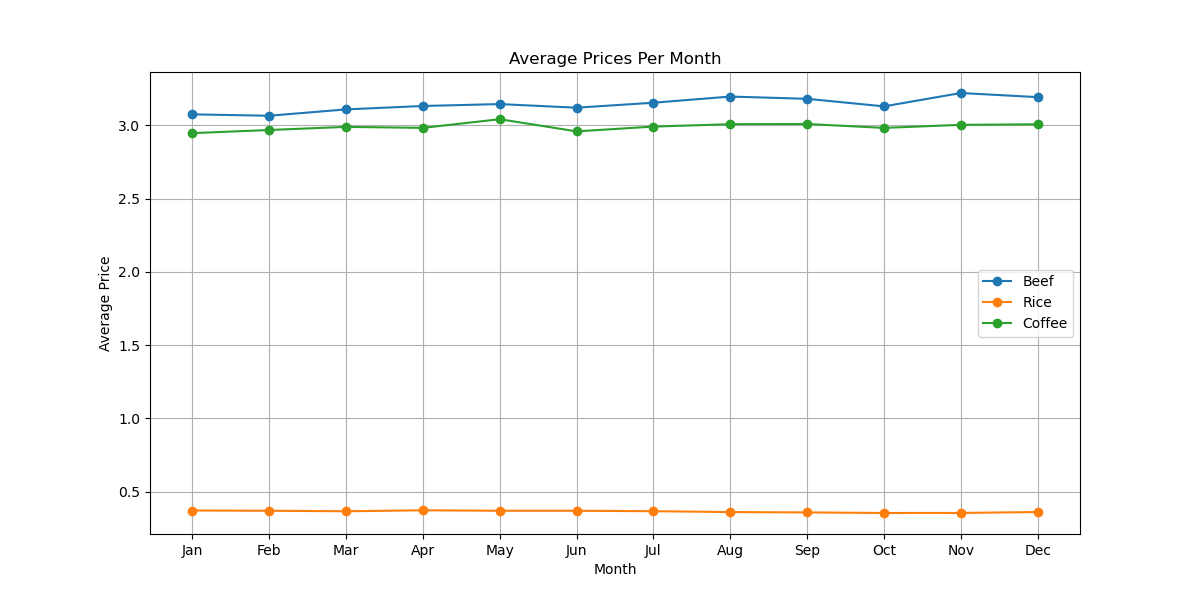 Average Prices Per Month
Average Price
3.0
2.5
2.0
1.5
1.0
0.5
Beef
Rice
Coffee
Jan Feb Mar Apr May Jun Jul Aug Sep Oct Nov Dec
Month